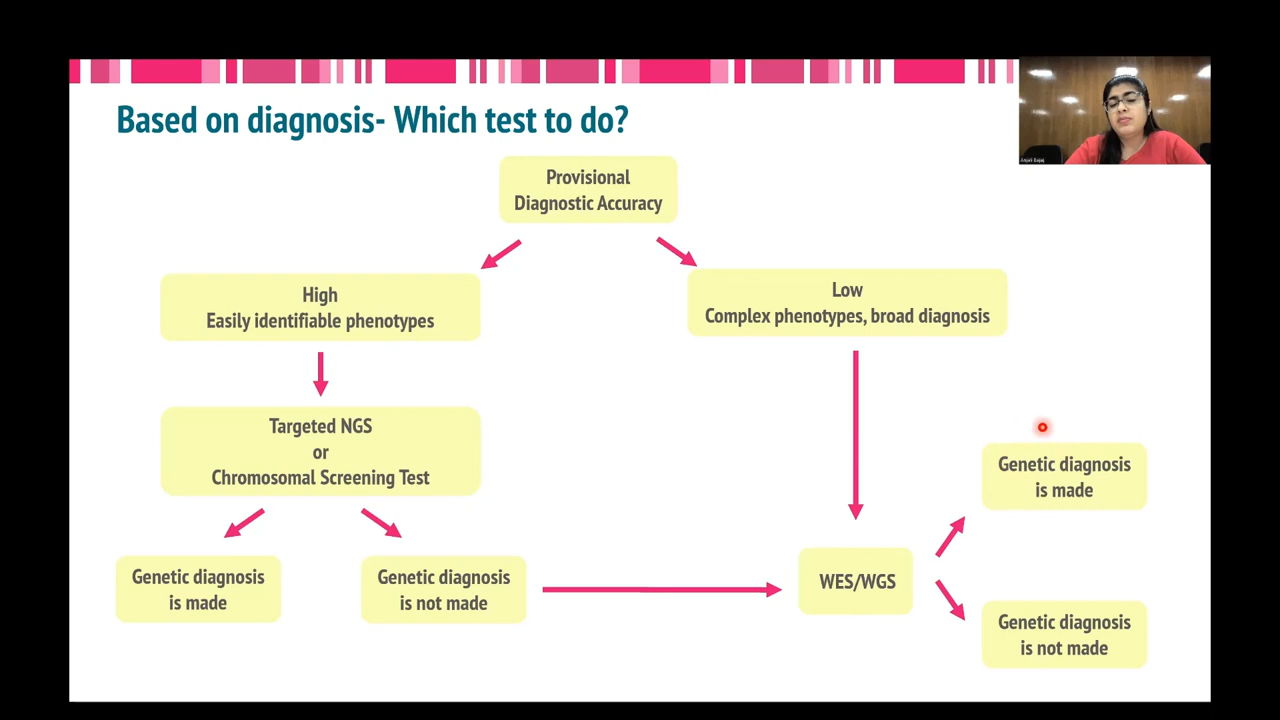 Based on diagnosis- Which test to do?
Anjali Bajaj
Provisional
Diagnostic Accuracy
High
Easily identifiable phenotypes
Low
Complex phenotypes, broad diagnosis
Targeted NGS
or
Chromosomal Screening Test
Genetic diagnosis
is made
Genetic diagnosis
is not made
WES/WGS
Genetic diagnosis
is made
Genetic diagnosis
is not made